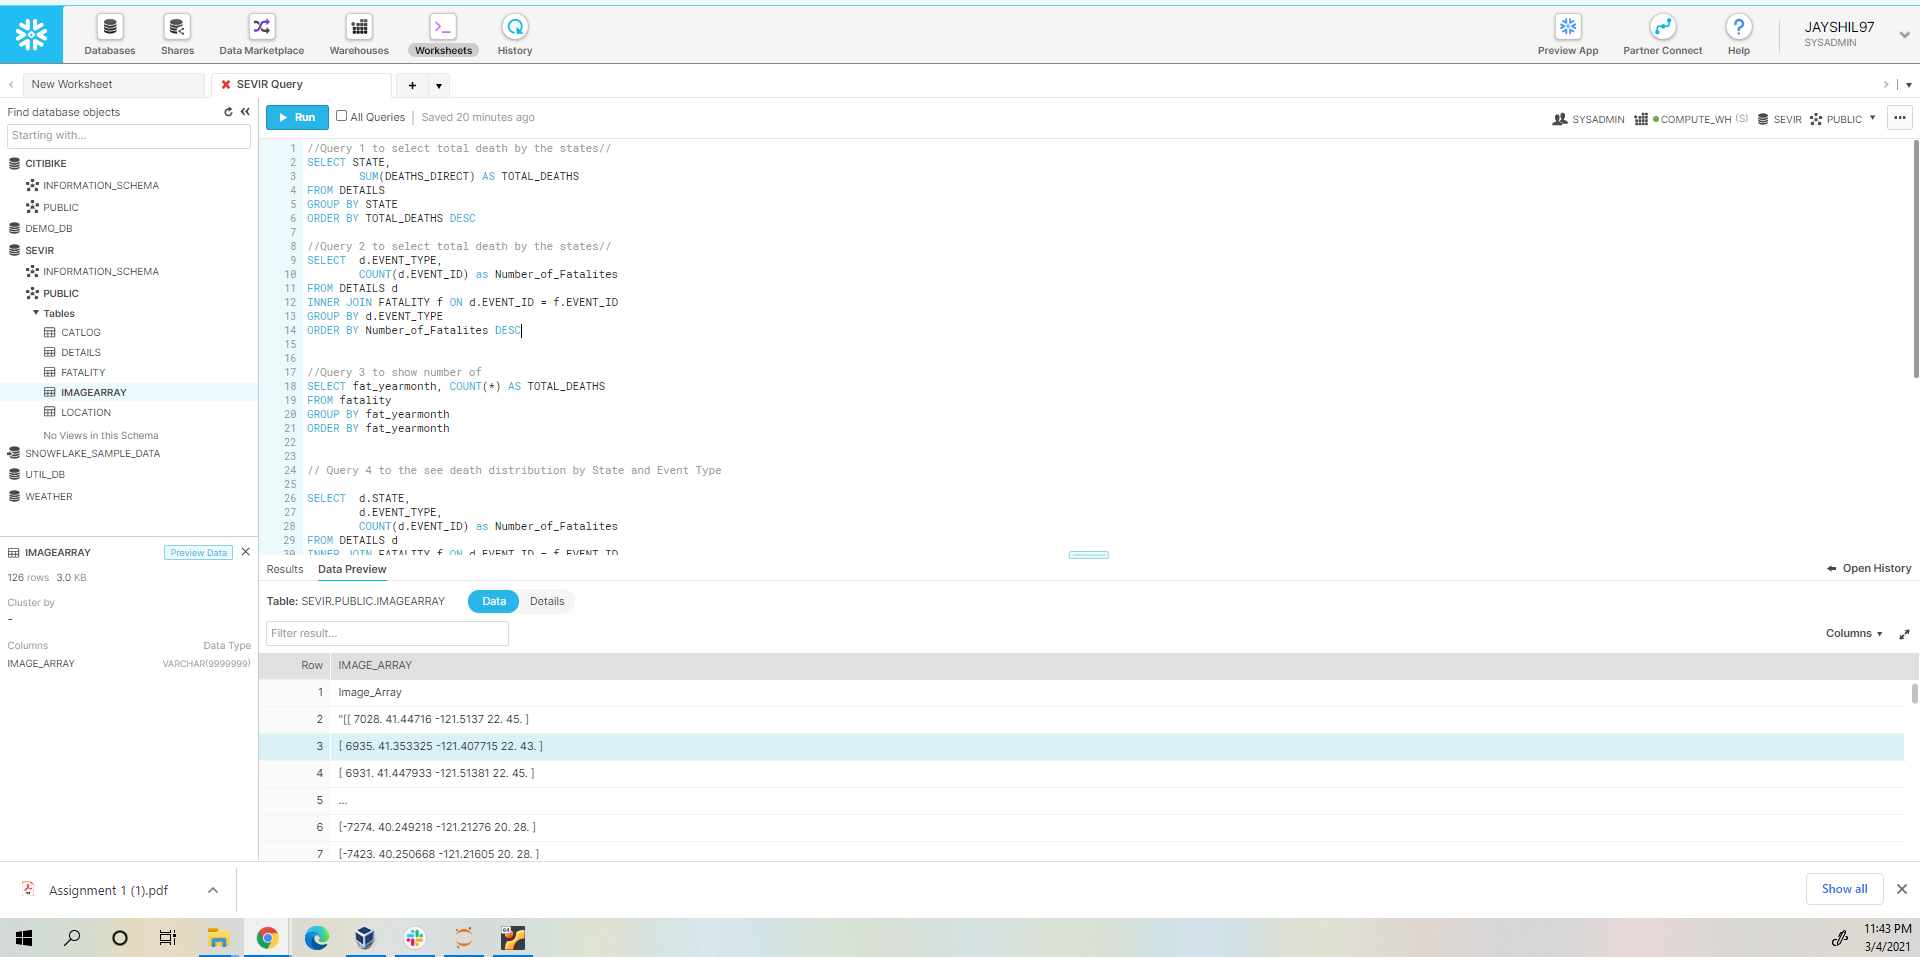 Databases
Shares
Data Marketplace
Warehouses
Worksheets
History
Preview App
Partner Connect
Help
JAYSHIL97
SYSADMIN
New Worksheet
SEVIR Query
Find database objects
Starting with...
CITIBIKE
INFORMATION_SCHEMA
PUBLIC
DEMO_DB
SEVIR
INFORMATION_SCHEMA
PUBLIC
Tables
CATLOG
DETAILS
FATALITY
IMAGEARRAY
LOCATION
No Views in this Schema
SNOWFLAKE_SAMPLE_DATA
UTIL_DB
WEATHER
IMAGEARRAY Preview Data
126 rows 3.0 KB
Cluster by
-
Columns Data Type
IMAGE_ARRAY VARCHAR(9999999)
Run All Queries | Saved 20 minutes ago
SYSADMIN COMPUTE_WH (S) SEVIR PUBLIC ...
1 //Query 1 to select total death by the states//
2 SELECT STATE,
3 SUM(DEATHS_DIRECT) AS TOTAL_DEATHS
4 FROM DETAILS
5 GROUP BY STATE
6 ORDER BY TOTAL_DEATHS DESC
7
8 //Query 2 to select total death by the states//
9 SELECT d.EVENT_TYPE,
10 COUNT(d.EVENT_ID) as Number_of_Fatalites
11 FROM DETAILS d
12 INNER JOIN FATALITY f ON d.EVENT_ID = f.EVENT_ID
13 GROUP BY d.EVENT_TYPE
14 ORDER BY Number_of_Fatalites DESC
15
16
17 //Query 3 to show number of
18 SELECT fat_yearmonth, COUNT(*) AS TOTAL_DEATHS
19 FROM fatality
20 GROUP BY fat_yearmonth
21 ORDER BY fat_yearmonth
22
23
24 // Query 4 to the see death distribution by State and Event Type
25
26 SELECT d.STATE,
27 d.EVENT_TYPE,
28 COUNT(d.EVENT_ID) as Number_of_Fatalites
29 FROM DETAILS d
30 INNER JOIN FATALITY f ON d.EVENT_ID = f.EVENT_ID
Results Data Preview
Open History
Table: SEVIR.PUBLIC.IMAGEARRAY Data Details
Filter result...
Columns
Row IMAGE_ARRAY
1 Image_Array
2 "[[ 7028. 41.44716 -121.5137 22. 45. ]
3 [ 6935. 41.353325 -121.407715 22. 43. ]
4 [ 6931. 41.447933 -121.51381 22. 45. ]
5 ...
6 [-7274. 40.249218 -121.21276 20. 28. ]
7 [-7423. 40.250668 -121.21605 20. 28. ]
Assignment 1 (1).pdf
Show all
64
11:43 PM
3/4/2021